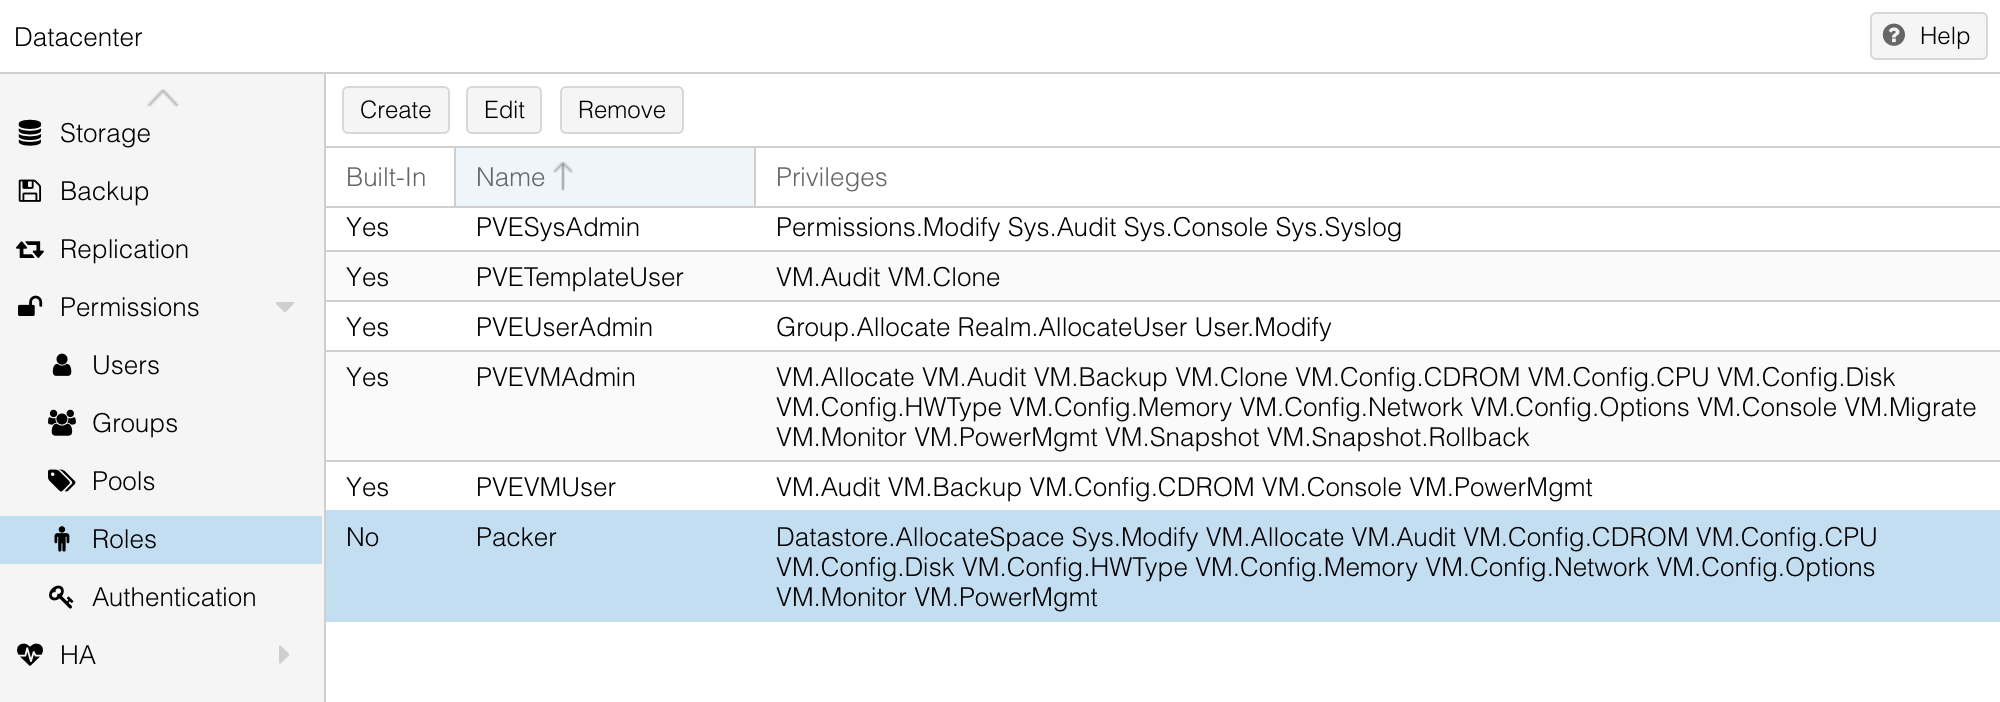 Datacenter
Help
Storage
Backup
Replication
Permissions
Users
Groups
Pools
Roles
Authentication
HA
Create Edit Remove
Built-In Name Privileges
Yes PVESysAdmin Permissions.Modify Sys.Audit Sys.Console Sys.Syslog
Yes PVETemplateUser VM.Audit VM.Clone
Yes PVEUserAdmin Group.Allocate Realm.AllocateUser User.Modify
Yes PVEVMAdmin VM.Allocate VM.Audit VM.Backup VM.Clone VM.Config.CDROM VM.Config.CPU VM.Config.Disk
VM.Config.HWType VM.Config.Memory VM.Config.Network VM.Config.Options VM.Console VM.Migrate
VM.Monitor VM.PowerMgmt VM.Snapshot VM.Snapshot.Rollback
Yes PVEVMUser VM.Audit VM.Backup VM.Config.CDROM VM.Console VM.PowerMgmt
No Packer Datastore.AllocateSpace Sys.Modify VM.Allocate VM.Audit VM.Config.CDROM VM.Config.CPU
VM.Config.Disk VM.Config.HWType VM.Config.Memory VM.Config.Network VM.Config.Options
VM.Monitor VM.PowerMgmt